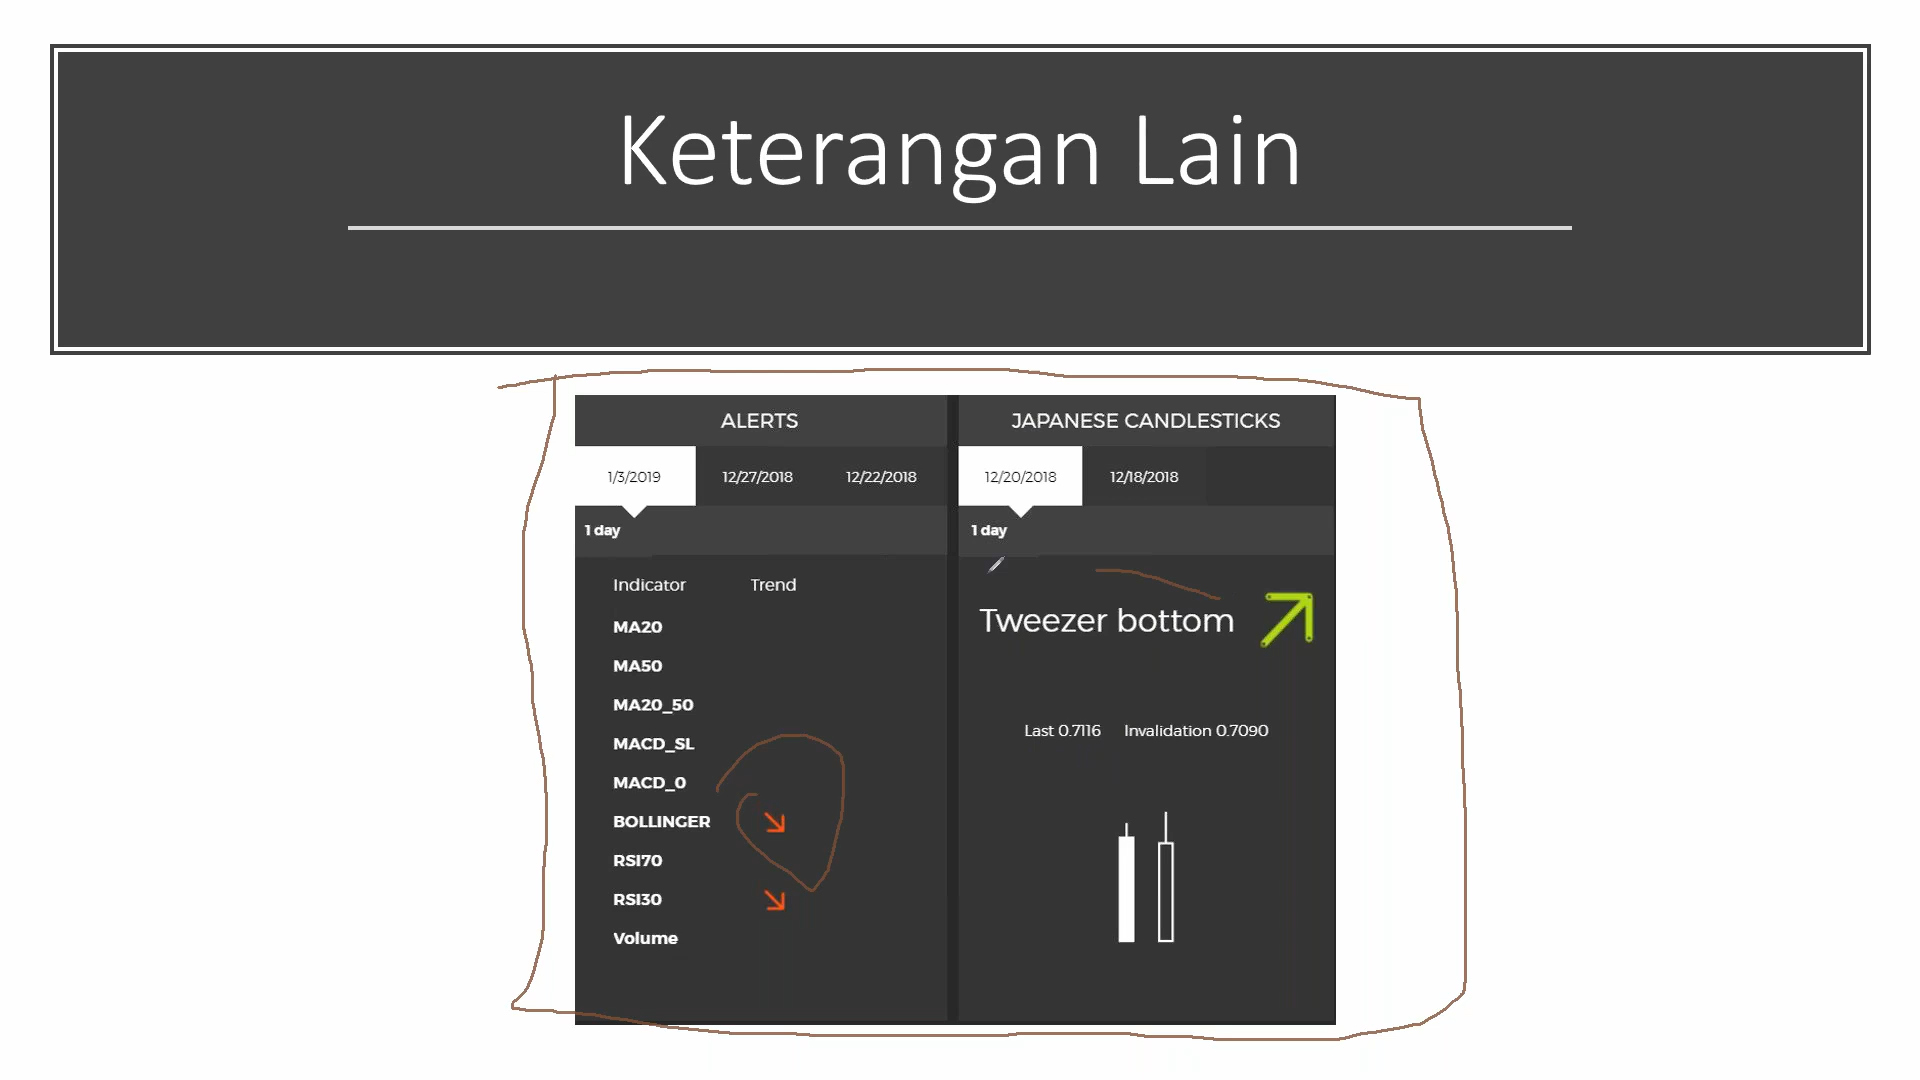 Keterangan Lain
ALERTS
1/3/2019 12/27/2018 12/22/2018
1 day
Indicator Trend
MA20
MA50
MA20_50
MACD_SL
MACD_0
BOLLINGER
RSI70
RSI30
Volume
JAPANESE CANDLESTICKS
12/20/2018 12/18/2018
1 day
Tweezer bottom
Last 0.7116 Invalidation 0.7090